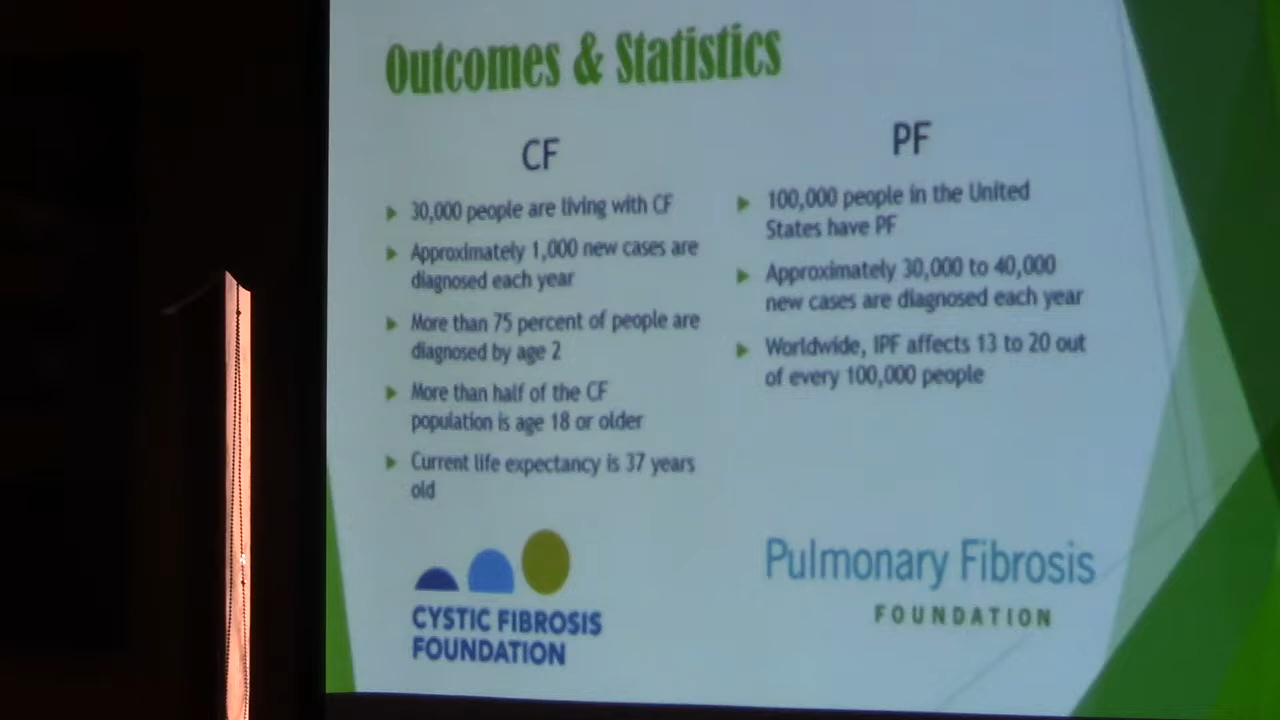 Outcomes & Statistics
CF
30,000 people are living with CF
Approximately 1,000 new cases are
diagnosed each year
More than 75 percent of people are
diagnosed by age 2
More than half of the CF
population is age 18 or older
Current life expectancy is 37 years
old
CYSTIC FIBROSIS
FOUNDATION
PF
100,000 people in the United
States have PF
Approximately 30,000 to 40,000
new cases are diagnosed each year
Worldwide, IPF affects 13 to 20 out
of every 100,000 people
Pulmonary Fibrosis
FOUNDATION